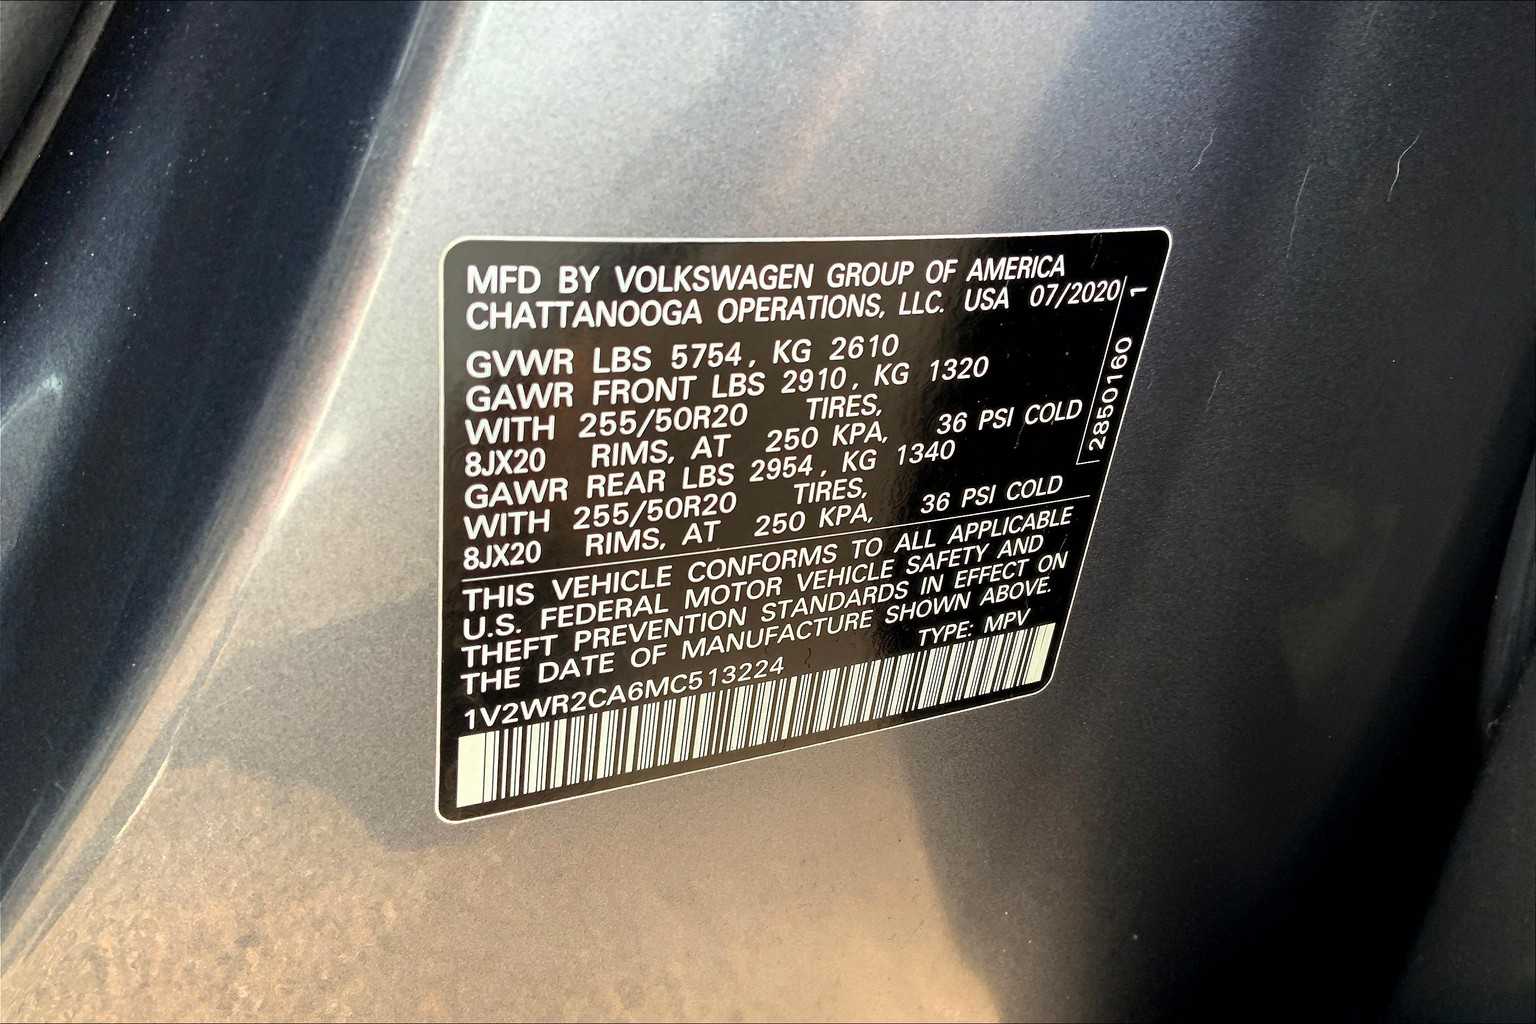 MFD BY VOLKSWAGEN GROUP OF AMERICA
CHATTANOOGA OPERATIONS, LLC. USA 07/2020
GVWR LBS 5754, KG 2610
GAWR FRONT LBS 2910, KG 1320
WITH 255/50R20 TIRES,
8JX20 RIMS, AT 250 KPA, 36 PSI COLD
GAWR REAR LBS 2954, KG 1340
WITH 255/50R20 TIRES,
8JX20 RIMS, AT 250 KPA, 36 PSI COLD
THIS VEHICLE CONFORMS TO ALL APPLICABLE
U.S. FEDERAL MOTOR VEHICLE SAFETY AND
THEFT PREVENTION STANDARDS IN EFFECT ON
THE DATE OF MANUFACTURE SHOWN ABOVE.
1V2WR2CA6MC513224 TYPE: MPV
2850160 1